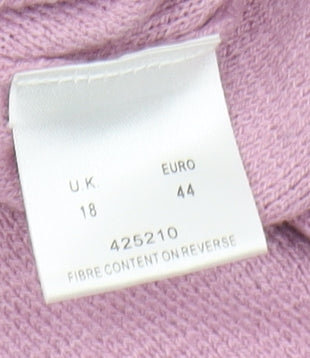 U.K. EURO
18 44
425210
FIBRE CONTENT ON REVERSE